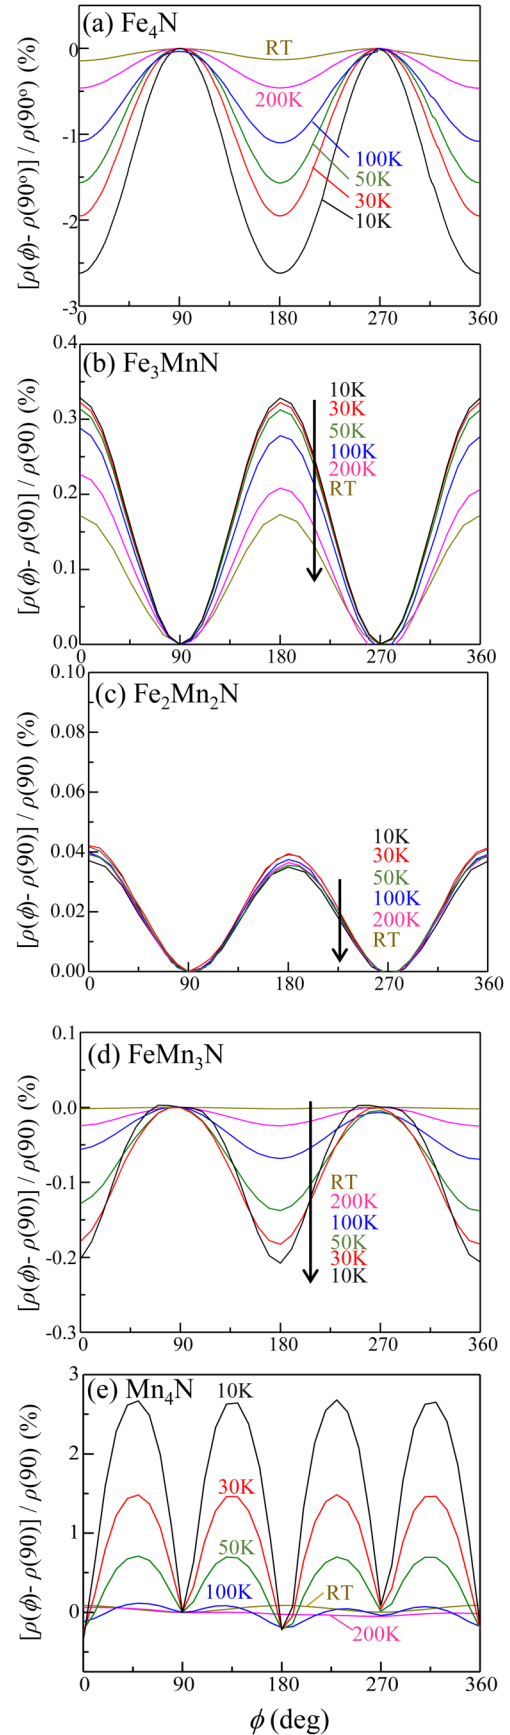 (a) Fe₄N
[ρ(ϕ)- ρ(90º)] / ρ(90º) (%)
0
-1
-2
-3
RT
200K
100K
50K
30K
10K
0 90 180 270 360
(b) Fe₃MnN
[ρ(ϕ)- ρ(90)] / ρ(90) (%)
0.4
0.3
0.2
0.1
0.0
10K
30K
50K
100K
200K
RT
0 90 180 270 360
(c) Fe₂Mn₂N
[ρ(ϕ)- ρ(90)] / ρ(90) (%)
0.10
0.08
0.06
0.04
0.02
0.00
10K
30K
50K
100K
200K
RT
0 90 180 270 360
(d) FeMn₃N
[ρ(ϕ)- ρ(90)] / ρ(90) (%)
0.1
0.0
-0.1
-0.2
-0.3
RT
200K
100K
50K
30K
10K
0 90 180 270 360
(e) Mn₄N
[ρ(ϕ)- ρ(90)] / ρ(90) (%)
3
2
1
0
10K
30K
50K
100K
RT
200K
0 90 180 270 360
ϕ (deg)